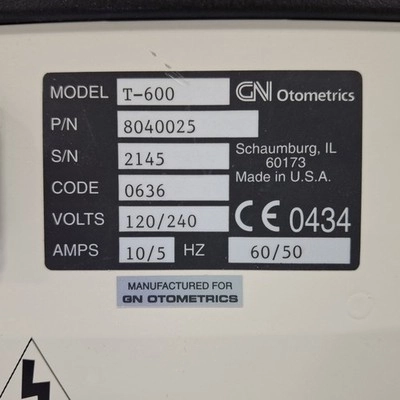 MODEL T-600 GN Otometrics
P/N 8040025
S/N 2145
Schaumburg, IL
60173
Made in U.S.A.
CODE 0636
VOLTS 120/240 CE 0434
AMPS 10/5 HZ 60/50
MANUFACTURED FOR
GN OTOMETRICS